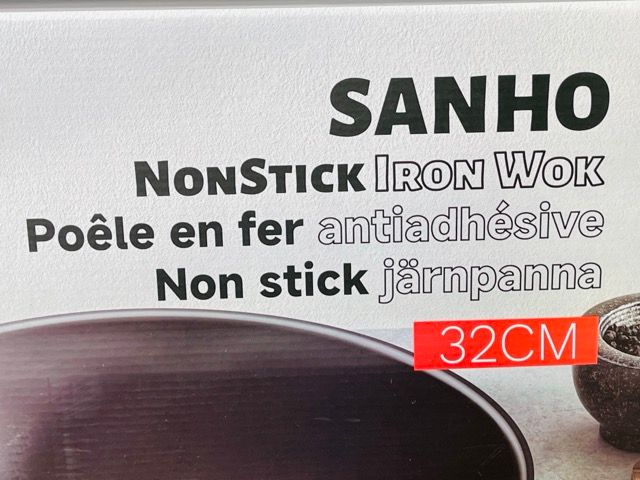 SANHO
NONSTICK IRON WOK
Poêle en fer antiadhésive
Non stick järnpanna
32CM